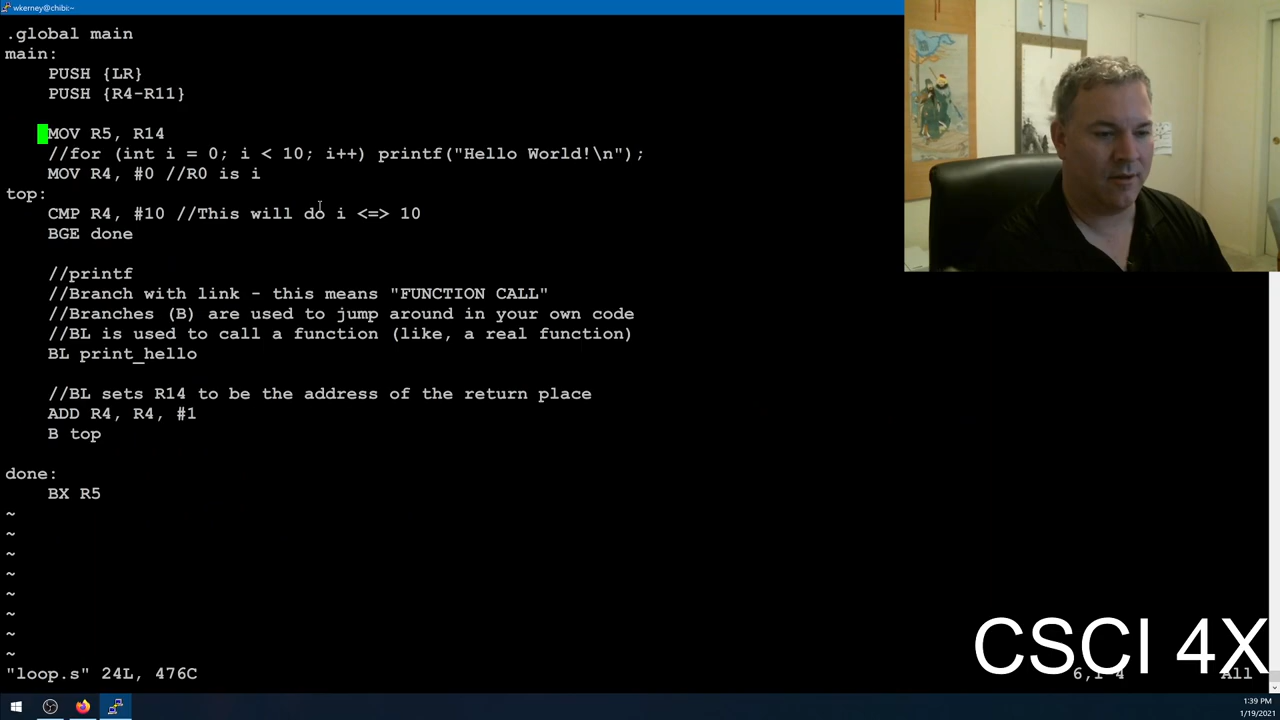 wkerney@chibi:~
.global main
main:
PUSH {LR}
PUSH {R4-R11}
MOV R5, R14
//for (int i = 0; i < 10; i++) printf("Hello World!\n");
MOV R4, #0 //R0 is i
top:
CMP R4, #10 //This will do i <=> 10
BGE done
//printf
//Branch with link - this means "FUNCTION CALL"
//Branches (B) are used to jump around in your own code
//BL is used to call a function (like, a real function)
BL print_hello
//BL sets R14 to be the address of the return place
ADD R4, R4, #1
B top
done:
BX R5
~
~
~
~
~
~
~
~
"loop.s" 24L, 476C
CSCI 4X
All
1:39 PM
1/19/2021